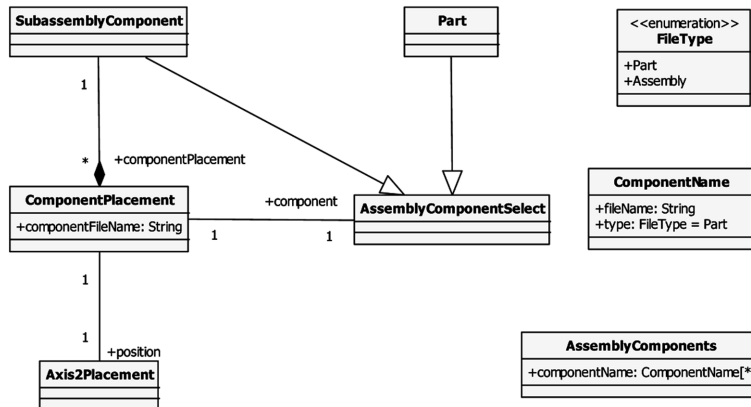 SubassemblyComponent
Part
<<enumeration>>
FileType
+Part
+Assembly
1
*
+componentPlacement
ComponentPlacement
+componentFileName: String
+component
1
1
AssemblyComponentSelect
ComponentName
+fileName: String
+type: FileType = Part
1
1
+position
Axis2Placement
AssemblyComponents
+componentName: ComponentName[*